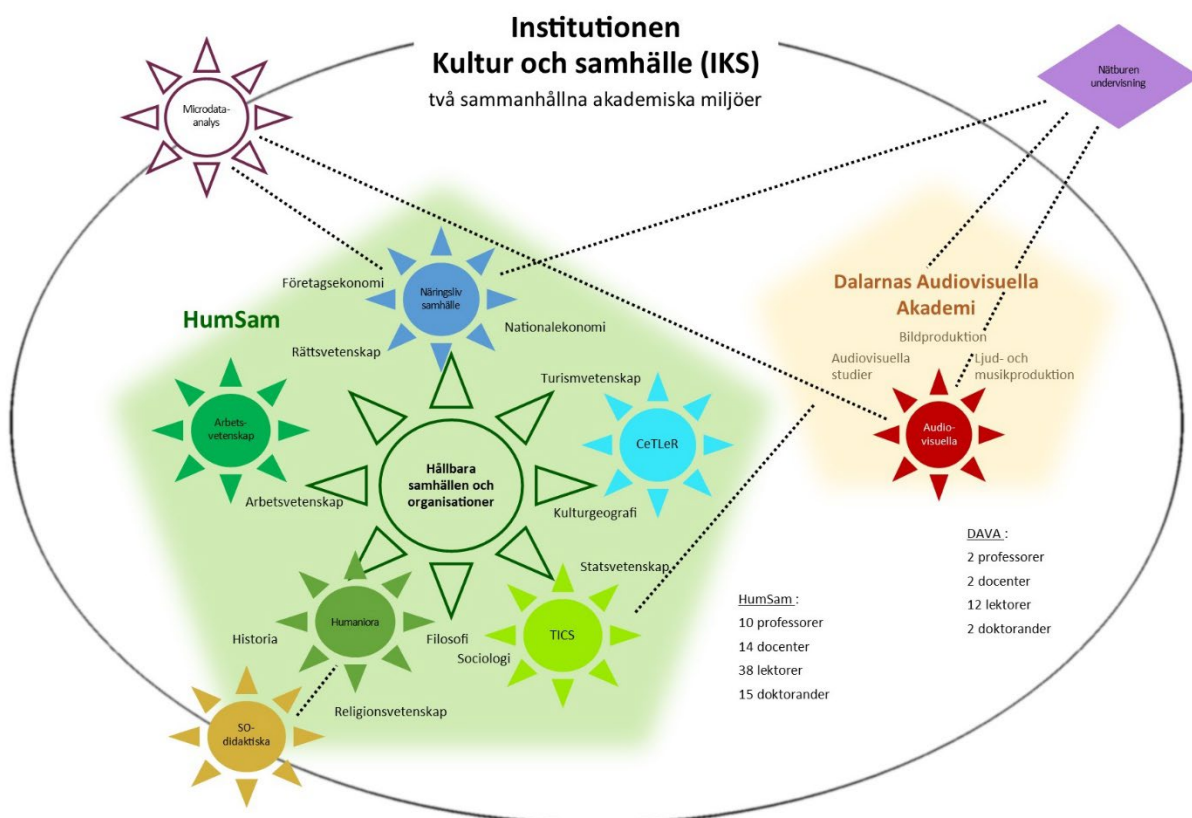 Institutionen
Kultur och samhälle (IKS)
två sammanhållna akademiska miljöer
Microdata-
analys
Nätburen
undervisning
HumSam
Företagsekonomi
Näringsliv
samhälle
Nationalekonomi
Rättsvetenskap
Turismvetenskap
Arbets-
vetenskap
CeTLeR
Hållbara
samhällen och
organisationer
Arbetsvetenskap
Kulturgeografi
Statsvetenskap
Humaniora
Historia
Filosofi
Sociologi
TICS
Religionsvetenskap
SO-
didaktiska
Dalarnas Audiovisuella
Akademi
Bildproduktion
Audiovisuella
studier
Ljud- och
musikproduktion
Audio-
visuella
HumSam :
10 professorer
14 docenter
38 lektorer
15 doktorander
DAVA :
2 professorer
2 docenter
12 lektorer
2 doktorander